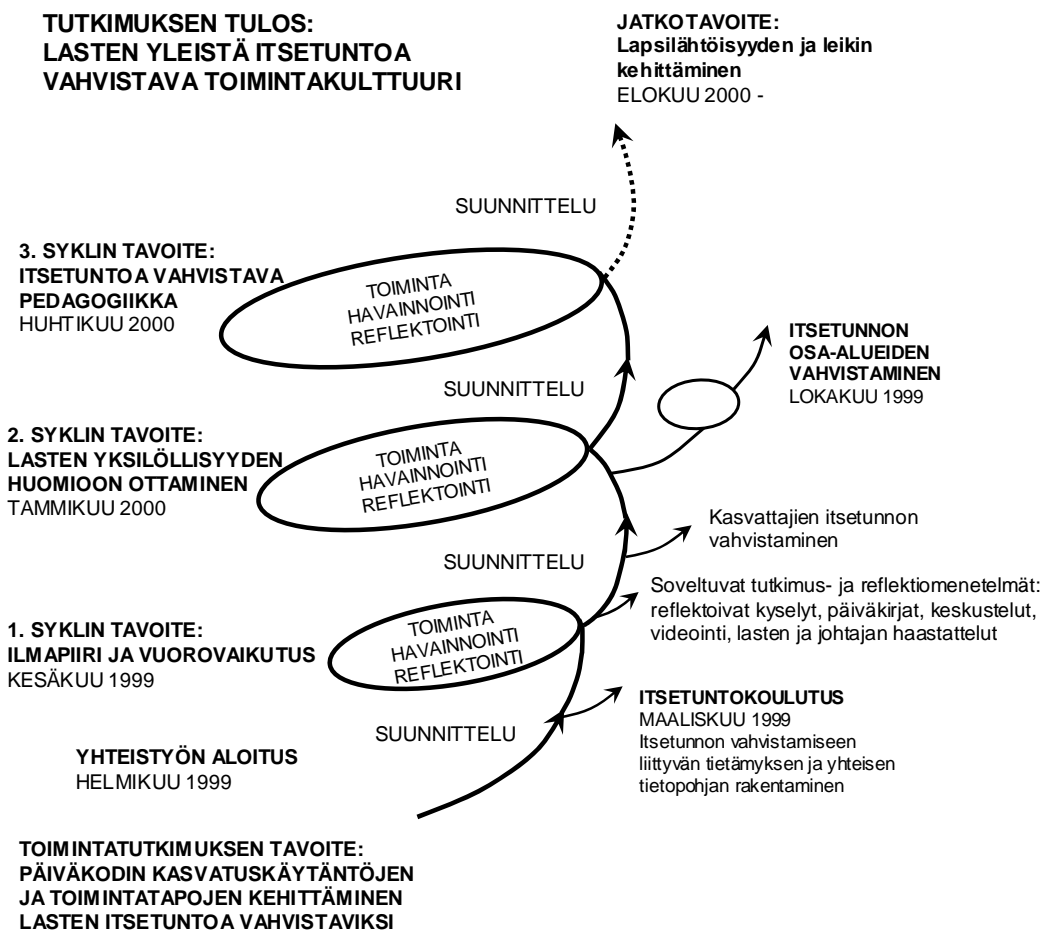 TUTKIMUKSEN TULOS:
LASTEN YLEISTÄ ITSETUNTOA
VAHVISTAVA TOIMINTAKULTTUURI
JATKOTAVOITE:
Lapsilähtöisyyden ja leikin
kehittäminen
ELOKUU 2000 -
SUUNNITTELU
3. SYKLIN TAVOITE:
ITSETUNTOA VAHVISTAVA
PEDAGOGIIKKA
HUHTIKUU 2000
TOIMINTA
HAVAINNOINTI
REFLEKTOINTI
ITSETUNNON
OSA-ALUEIDEN
VAHVISTAMINEN
LOKAKUU 1999
SUUNNITTELU
2. SYKLIN TAVOITE:
LASTEN YKSILÖLLISYYDEN
HUOMIOON OTTAMINEN
TAMMIKUU 2000
TOIMINTA
HAVAINNOINTI
REFLEKTOINTI
Kasvattajien itsetunnon
vahvistaminen
SUUNNITTELU
Soveltuvat tutkimus- ja reflektiomenetelmät:
reflektoivat kyselyt, päiväkirjat, keskustelut,
videointi, lasten ja johtajan haastattelut
1. SYKLIN TAVOITE:
ILMAPIIRI JA VUOROVAIKUTUS
KESÄKUU 1999
TOIMINTA
HAVAINNOINTI
REFLEKTOINTI
ITSETUNTOKOULUTUS
MAALISKUU 1999
Itsetunnon vahvistamiseen
liittyvän tietämyksen ja yhteisen
tietopohjan rakentaminen
SUUNNITTELU
YHTEISTYÖN ALOITUS
HELMIKUU 1999
TOIMINTATUTKIMUKSEN TAVOITE:
PÄIVÄKODIN KASVATUSKÄYTÄNTÖJEN
JA TOIMINTATAPOJEN KEHITTÄMINEN
LASTEN ITSETUNTOA VAHVISTAVIKSI